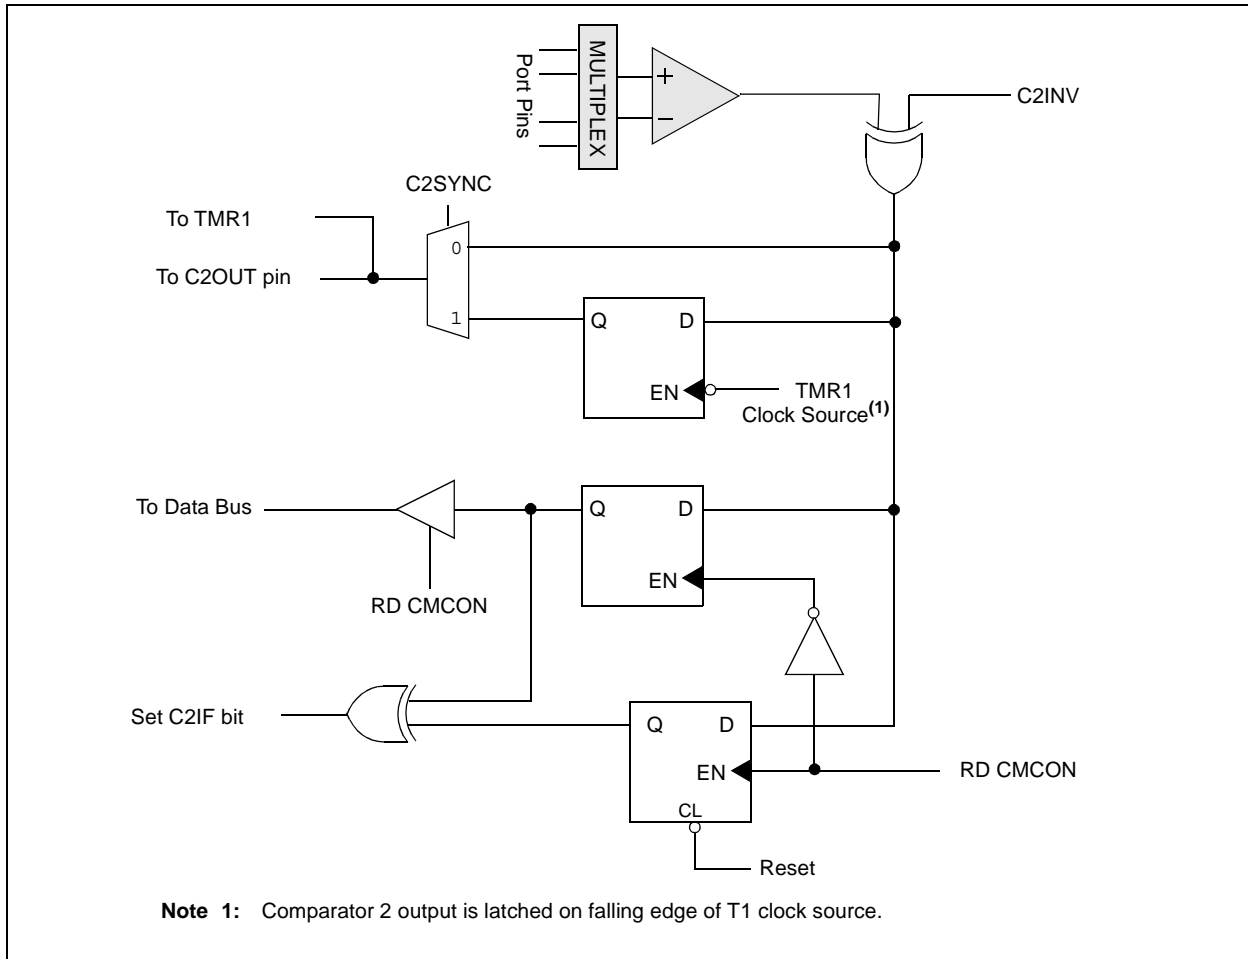 MULTIPLEX
Port Pins
+
−
C2INV
C2SYNC
To TMR1
0
To C2OUT pin
1
Q
D
EN
TMR1
Clock Source(1)
To Data Bus
Q
D
EN
RD CMCON
Set C2IF bit
Q
D
EN
RD CMCON
CL
Reset
Note 1: Comparator 2 output is latched on falling edge of T1 clock source.